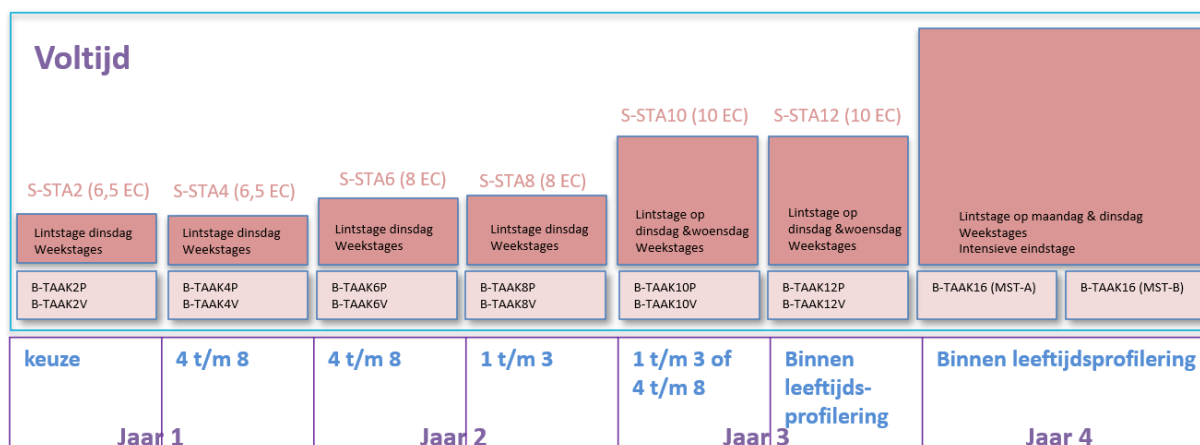 Voltijd
S-STA2 (6,5 EC)
Lintstage dinsdag
Weekstages
B-TAAK2P
B-TAAK2V
S-STA4 (6,5 EC)
Lintstage dinsdag
Weekstages
B-TAAK4P
B-TAAK4V
S-STA6 (8 EC)
Lintstage dinsdag
Weekstages
B-TAAK6P
B-TAAK6V
S-STA8 (8 EC)
Lintstage dinsdag
Weekstages
B-TAAK8P
B-TAAK8V
S-STA10 (10 EC)
Lintstage op
dinsdag &woensdag
Weekstages
B-TAAK10P
B-TAAK10V
S-STA12 (10 EC)
Lintstage op
dinsdag &woensdag
Weekstages
B-TAAK12P
B-TAAK12V
Lintstage op maandag & dinsdag
Weekstages
Intensieve eindstage
B-TAAK16 (MST-A)
B-TAAK16 (MST-B)
keuze
4 t/m 8
4 t/m 8
1 t/m 3
1 t/m 3 of
4 t/m 8
Binnen
leeftijds-
profilering
Binnen leeftijdsprofilering
Jaar 1
Jaar 2
Jaar 3
Jaar 4